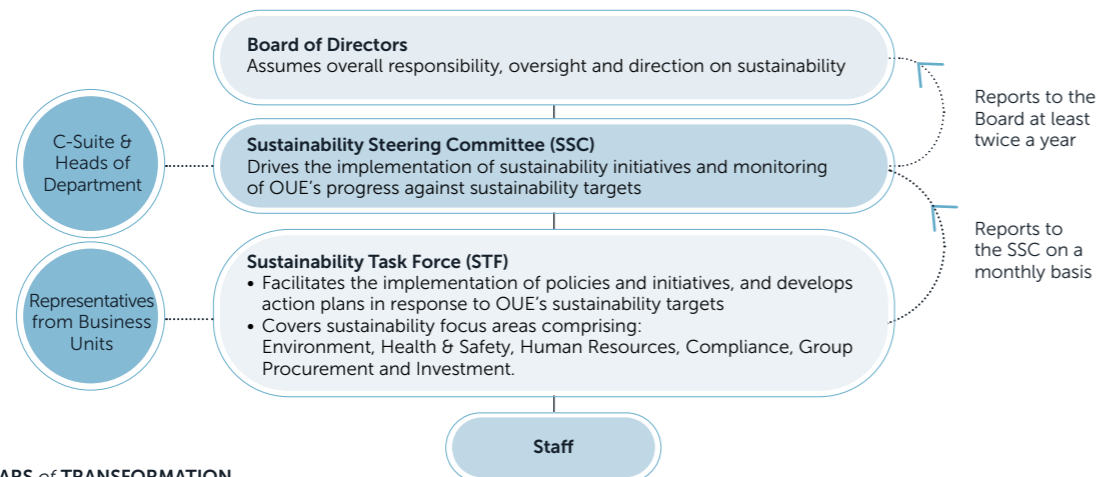 Board of Directors
Assumes overall responsibility, oversight and direction on sustainability
Reports to the
Board at least
twice a year
C-Suite &
Heads of
Department
Sustainability Steering Committee (SSC)
Drives the implementation of sustainability initiatives and monitoring
of OUE's progress against sustainability targets
Reports to
the SSC on a
monthly basis
Representatives
from Business
Units
Sustainability Task Force (STF)
• Facilitates the implementation of policies and initiatives, and develops
action plans in response to OUE's sustainability targets
• Covers sustainability focus areas comprising:
Environment, Health & Safety, Human Resources, Compliance, Group
Procurement and Investment.
Staff
of TRANSFORMATION